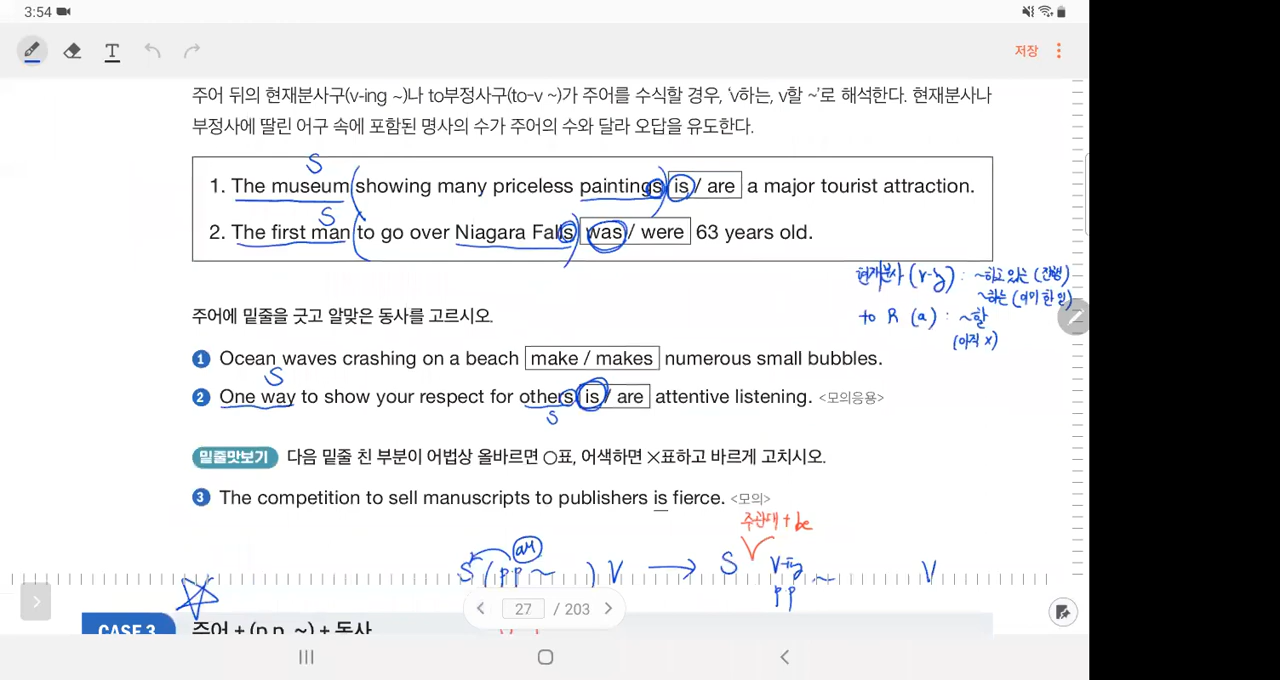 3:54
T
저장
주어 뒤의 현재분사구(v-ing ~)나 to부정사구(to-v ~)가 주어를 수식할 경우, ‘v하는, v할 ~’로 해석한다. 현재분사나
부정사에 딸린 어구 속에 포함된 명사의 수가 주어의 수와 달라 오답을 유도한다.
S
1. The museum (showing many priceless paintings) is / are a major tourist attraction.
S
2. The first man (to go over Niagara Falls) was / were 63 years old.
현재분사 (v-ing) : ~하고 있는 (진행)
~하는 (이미 한 일)
to R (a) : ~할
(아직 x)
주어에 밑줄을 긋고 알맞은 동사를 고르시오.
1 Ocean waves crashing on a beach make / makes numerous small bubbles.
S
2 One way to show your respect for others is / are attentive listening. <모의응용>
S
밑줄맛보기 다음 밑줄 친 부분이 어법상 올바르면 ○표, 어색하면 ×표하고 바르게 고치시오.
3 The competition to sell manuscripts to publishers is fierce. <모의>
주관대 + be
S (pp ~ ) V → S V-ing ~ V
pp
27 / 203
CASE 3 주어 + (p.p. ~) + 동사